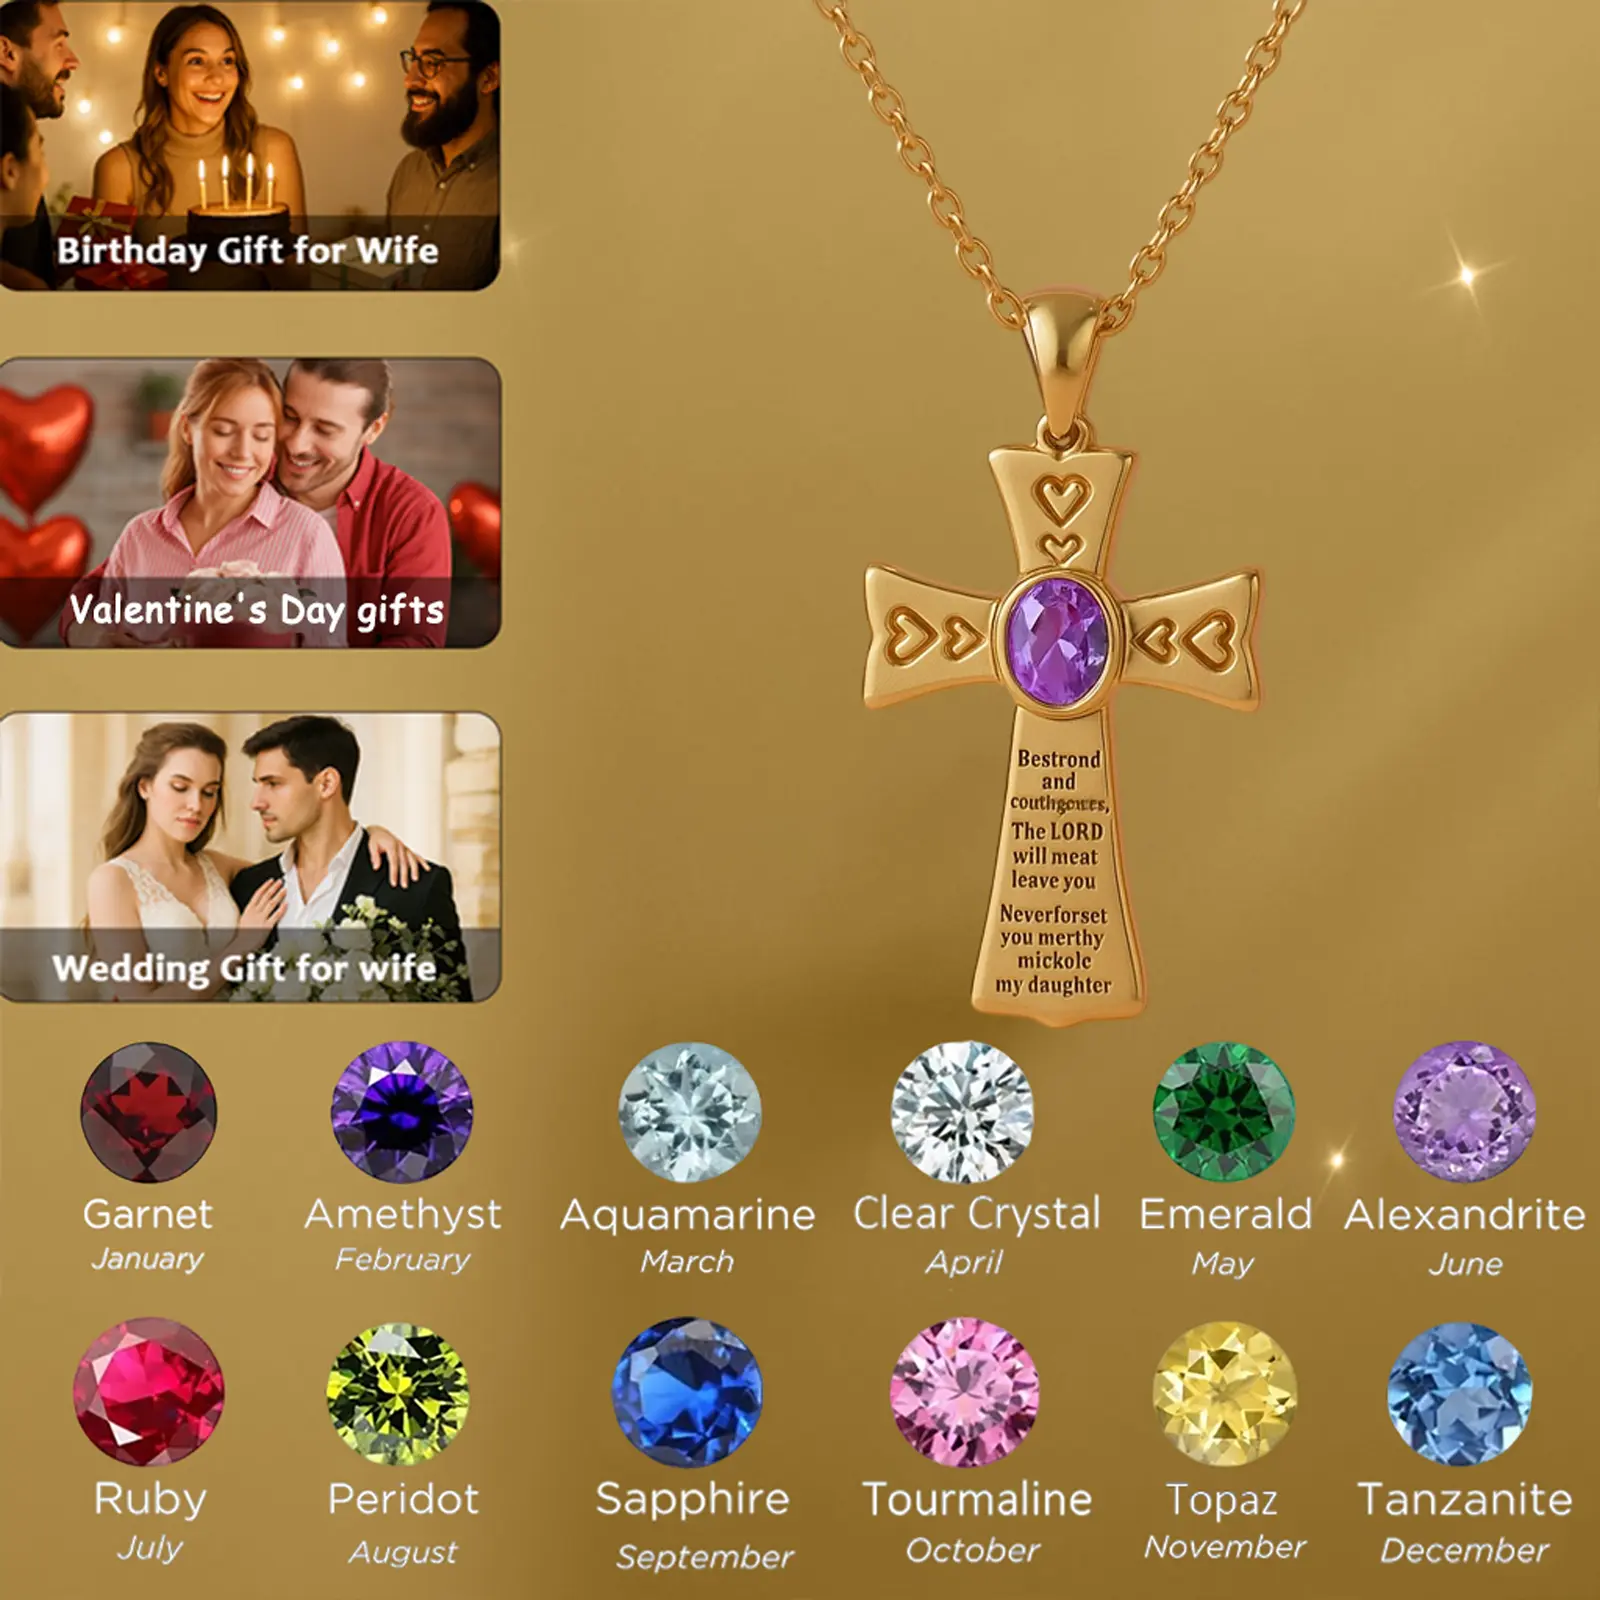 Birthday Gift for Wife
Valentine's Day gifts
Wedding Gift for wife
Bestrond
and
The LORD
will meat
leave you
Neverforset
you merthy
mickolc
my daughter
Garnet
January
Amethyst
February
Aquamarine
March
Clear Crystal
April
Emerald
May
Alexandrite
June
Ruby
July
Peridot
August
Sapphire
September
Tourmaline
October
Topaz
November
Tanzanite
December